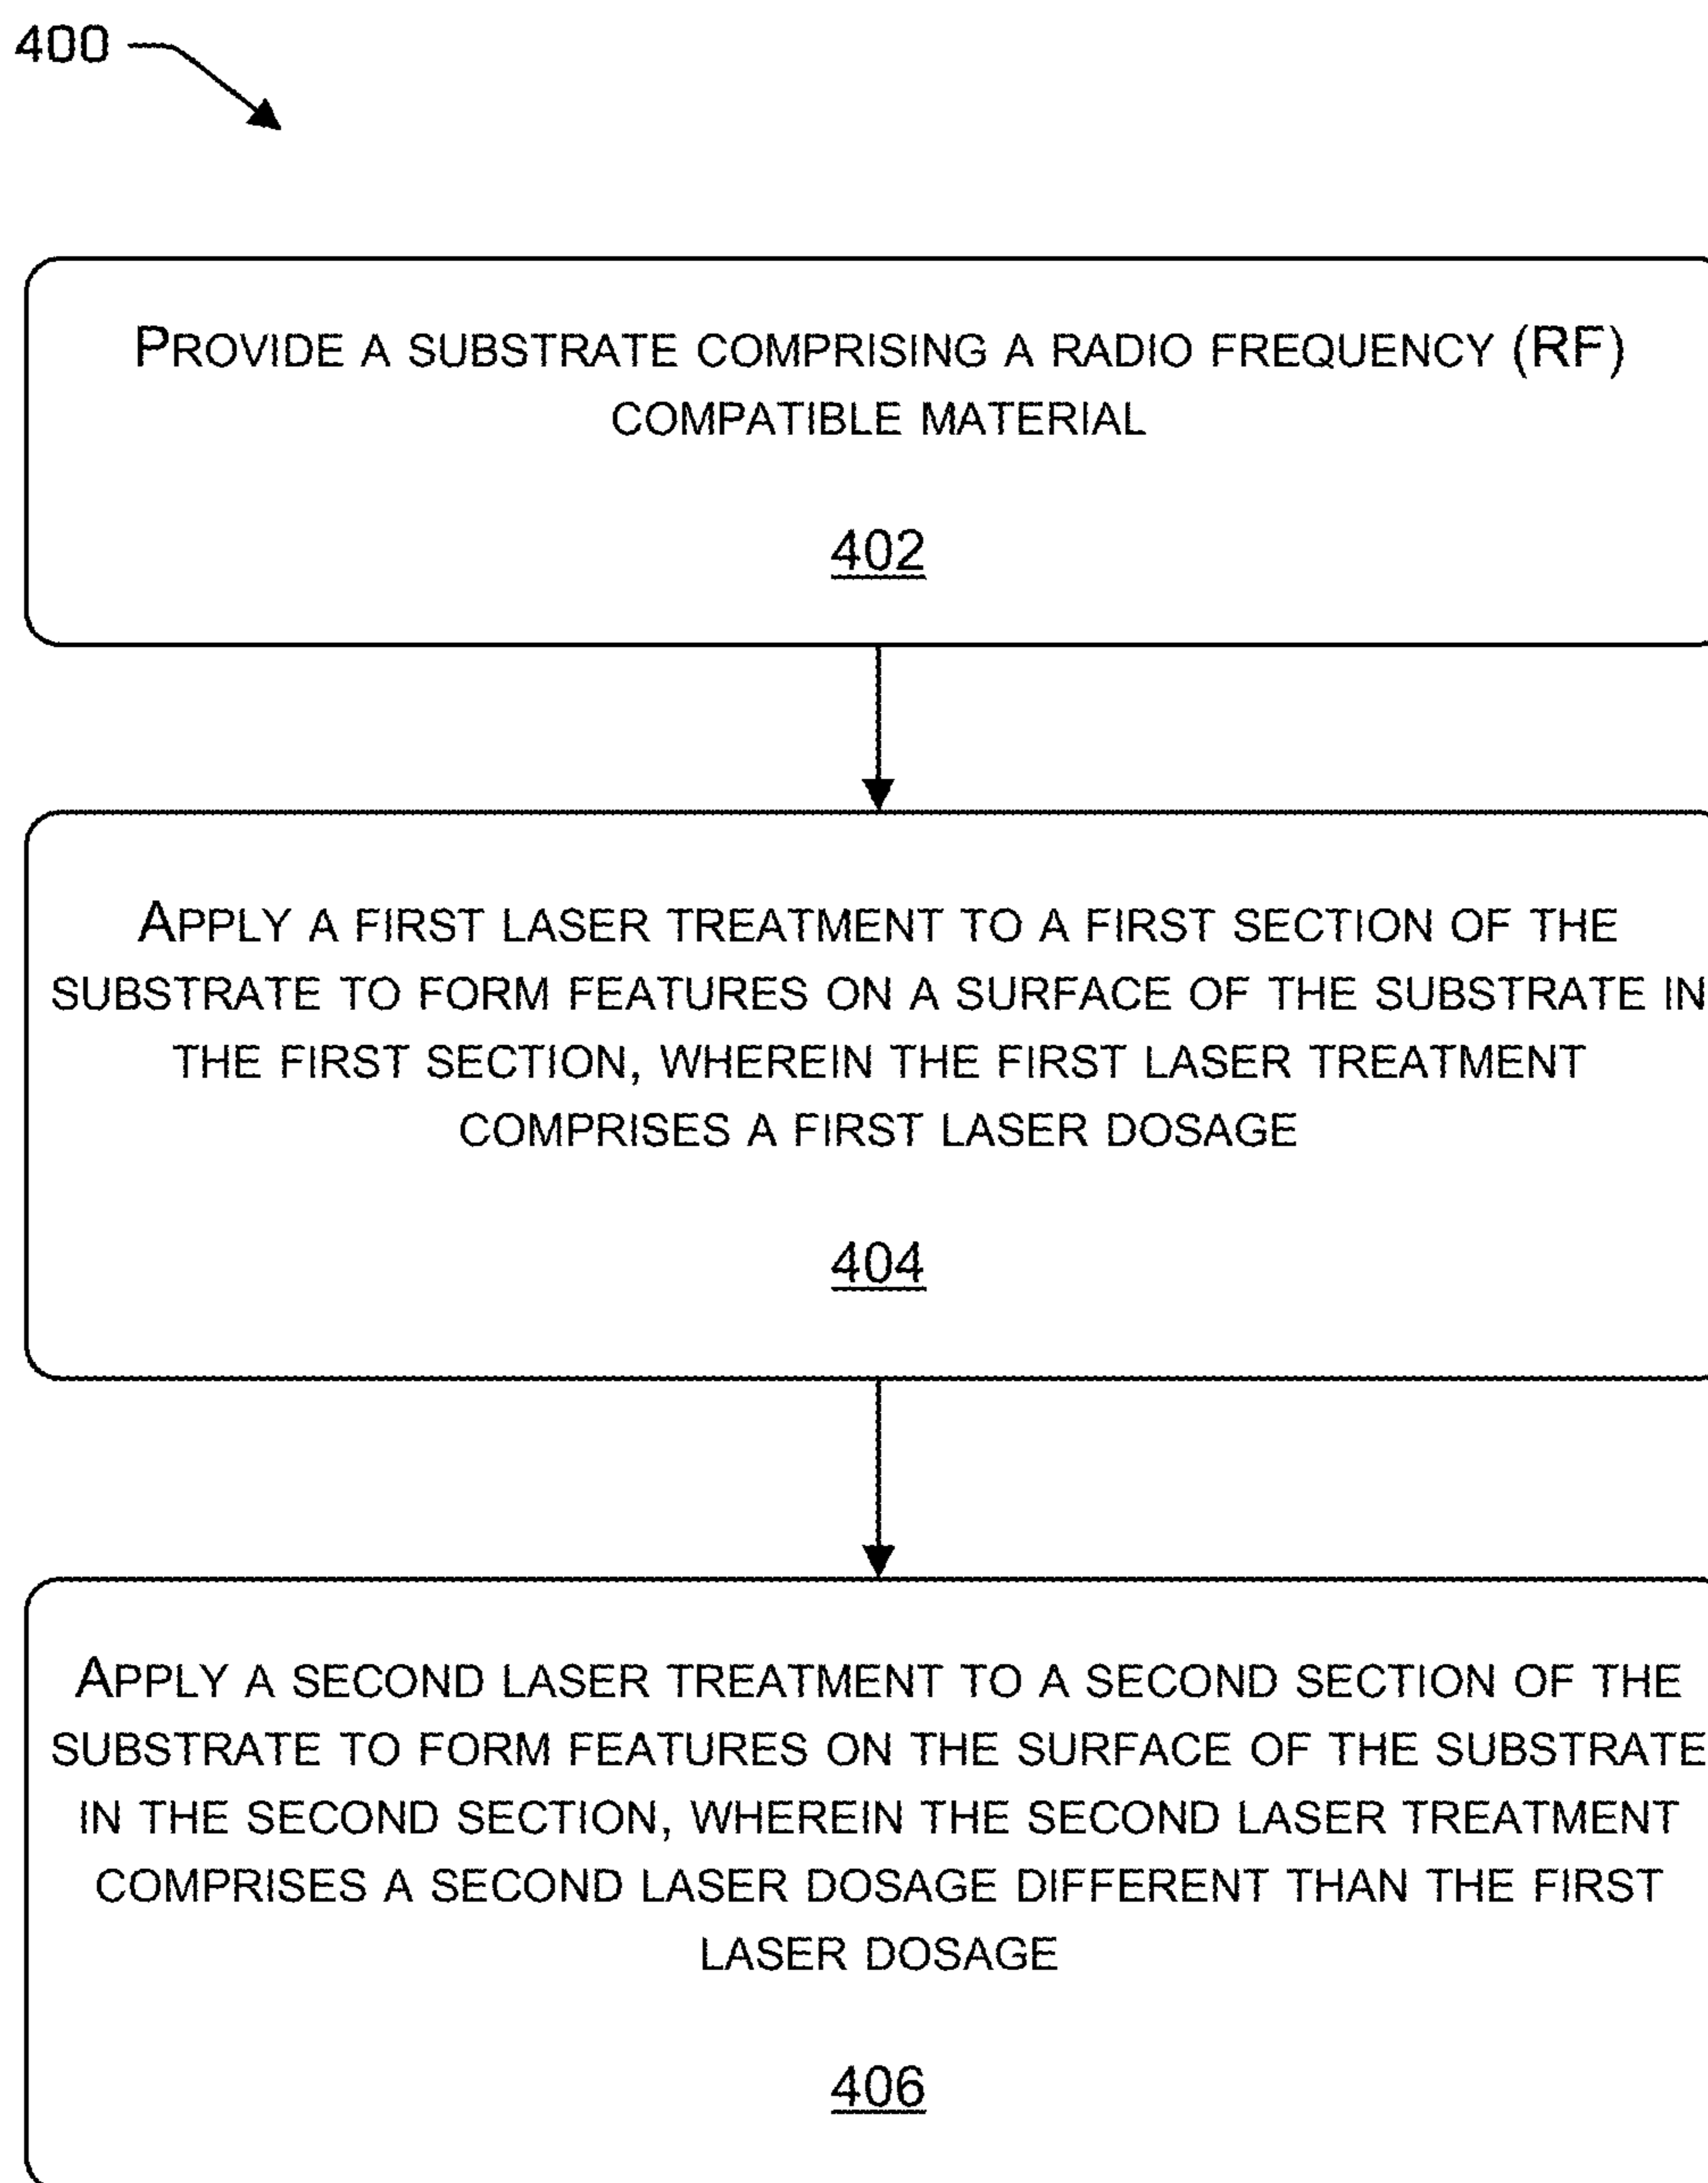 400
PROVIDE A SUBSTRATE COMPRISING A RADIO FREQUENCY (RF)
COMPATIBLE MATERIAL
402
APPLY A FIRST LASER TREATMENT TO A FIRST SECTION OF THE
SUBSTRATE TO FORM FEATURES ON A SURFACE OF THE SUBSTRATE IN
THE FIRST SECTION, WHEREIN THE FIRST LASER TREATMENT
COMPRISES A FIRST LASER DOSAGE
404
APPLY A SECOND LASER TREATMENT TO A SECOND SECTION OF THE
SUBSTRATE TO FORM FEATURES ON THE SURFACE OF THE SUBSTRATE
IN THE SECOND SECTION, WHEREIN THE SECOND LASER TREATMENT
COMPRISES A SECOND LASER DOSAGE DIFFERENT THAN THE FIRST
LASER DOSAGE
406